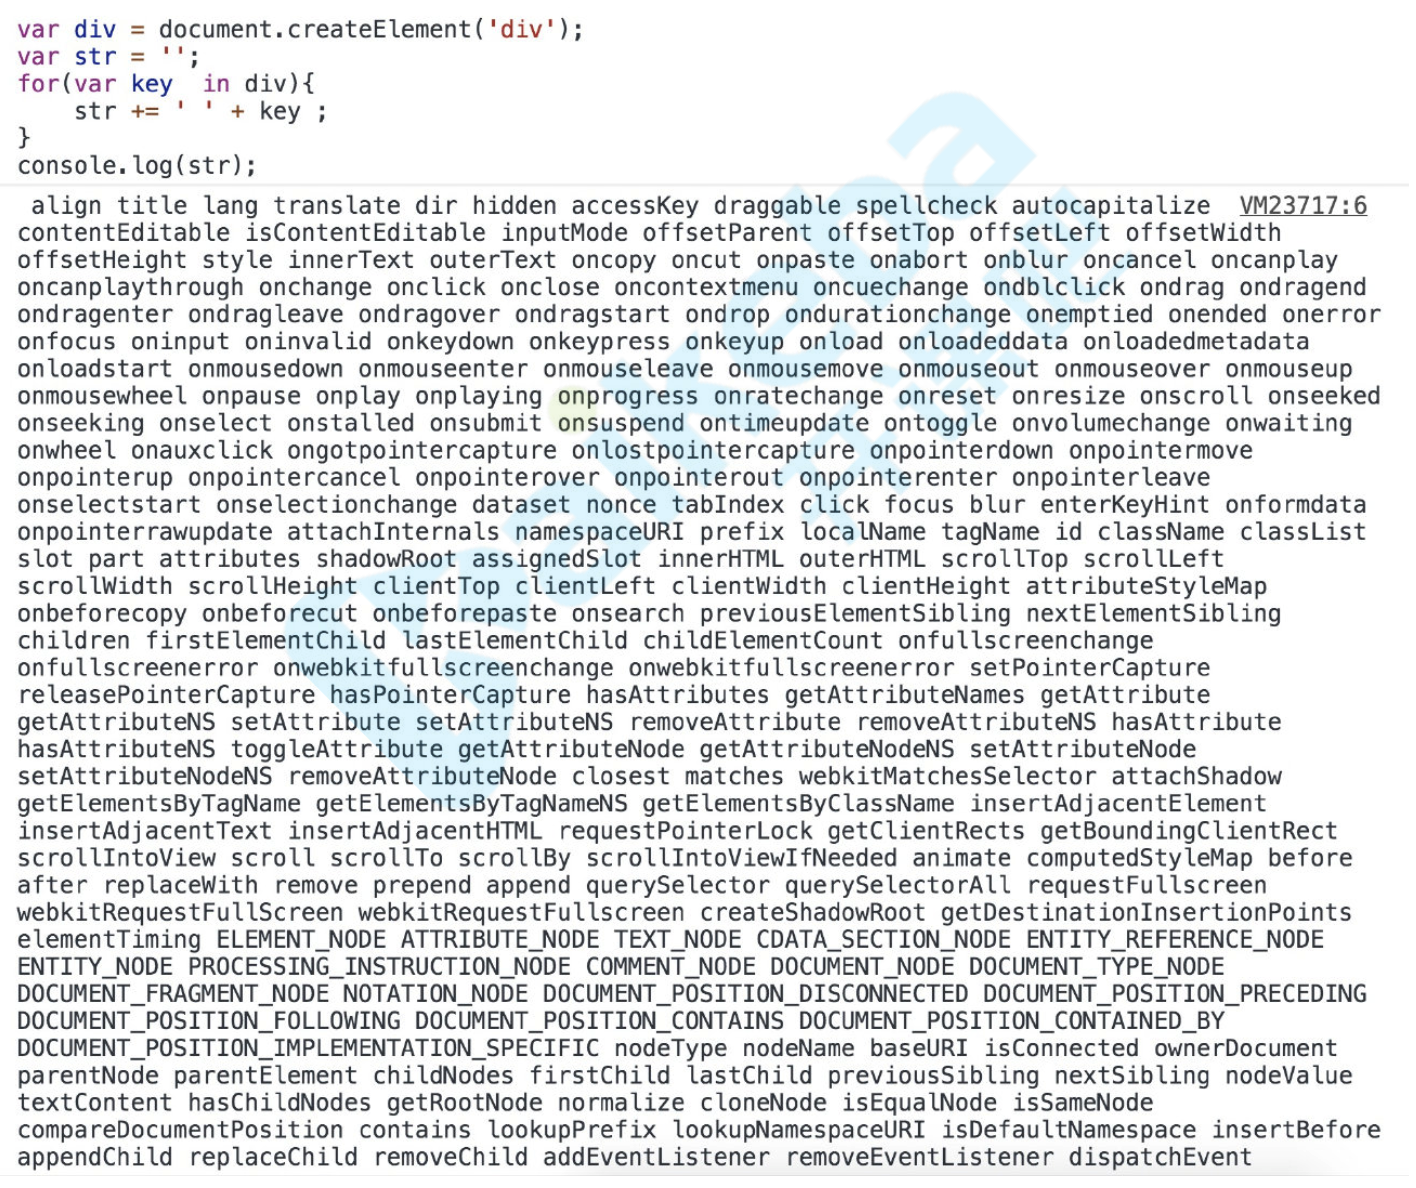 var div = document.createElement('div');
var str = '';
for(var key  in div){
    str += ' ' + key ;
}
console.log(str);
align title lang translate dir hidden accessKey draggable spellcheck autocapitalize VM23717:6
contentEditable isContentEditable inputMode offsetParent offsetTop offsetLeft offsetWidth
offsetHeight style innerText outerText oncopy oncut onpaste onabort onblur oncancel oncanplay
oncanplaythrough onchange onclick onclose oncontextmenu oncuechange ondblclick ondrag ondragend
ondragenter ondragleave ondragover ondragstart ondrop ondurationchange onemptied onended onerror
onfocus oninput oninvalid onkeydown onkeypress onkeyup onload onloadeddata onloadedmetadata
onloadstart onmousedown onmouseenter onmouseleave onmousemove onmouseout onmouseover onmouseup
onmousewheel onpause onplay onplaying onprogress onratechange onreset onresize onscroll onseeked
onseeking onselect onstalled onsubmit onsuspend ontimeupdate ontoggle onvolumechange onwaiting
onwheel onauxclick ongotpointercapture onlostpointercapture onpointerdown onpointermove
onpointerup onpointercancel onpointerover onpointerout onpointerenter onpointerleave
onselectstart onselectionchange dataset nonce tabIndex click focus blur enterKeyHint onformdata
onpointerrawupdate attachInternals namespaceURI prefix localName tagName id className classList
slot part attributes shadowRoot assignedSlot innerHTML outerHTML scrollTop scrollLeft
scrollWidth scrollHeight clientTop clientLeft clientWidth clientHeight attributeStyleMap
onbeforecopy onbeforecut onbeforepaste onsearch previousElementSibling nextElementSibling
children firstElementChild lastElementChild childElementCount onfullscreenchange
onfullscreenerror onwebkitfullscreenchange onwebkitfullscreenerror setPointerCapture
releasePointerCapture hasPointerCapture hasAttributes getAttributeNames getAttribute
getAttributeNS setAttribute setAttributeNS removeAttribute removeAttributeNS hasAttribute
hasAttributeNS toggleAttribute getAttributeNode getAttributeNodeNS setAttributeNode
setAttributeNodeNS removeAttributeNode closest matches webkitMatchesSelector attachShadow
getElementsByTagName getElementsByTagNameNS getElementsByClassName insertAdjacentElement
insertAdjacentText insertAdjacentHTML requestPointerLock getClientRects getBoundingClientRect
scrollIntoView scroll scrollTo scrollBy scrollIntoViewIfNeeded animate computedStyleMap before
after replaceWith remove prepend append querySelector querySelectorAll requestFullscreen
webkitRequestFullScreen webkitRequestFullscreen createShadowRoot getDestinationInsertionPoints
elementTiming ELEMENT_NODE ATTRIBUTE_NODE TEXT_NODE CDATA_SECTION_NODE ENTITY_REFERENCE_NODE
ENTITY_NODE PROCESSING_INSTRUCTION_NODE COMMENT_NODE DOCUMENT_NODE DOCUMENT_TYPE_NODE
DOCUMENT_FRAGMENT_NODE NOTATION_NODE DOCUMENT_POSITION_DISCONNECTED DOCUMENT_POSITION_PRECEDING
DOCUMENT_POSITION_FOLLOWING DOCUMENT_POSITION_CONTAINS DOCUMENT_POSITION_CONTAINED_BY
DOCUMENT_POSITION_IMPLEMENTATION_SPECIFIC nodeType nodeName baseURI isConnected ownerDocument
parentNode parentElement childNodes firstChild lastChild previousSibling nextSibling nodeValue
textContent hasChildNodes getRootNode normalize cloneNode isEqualNode isSameNode
compareDocumentPosition contains lookupPrefix lookupNamespaceURI isDefaultNamespace insertBefore
appendChild replaceChild removeChild addEventListener removeEventListener dispatchEvent
kaikeba
开课吧